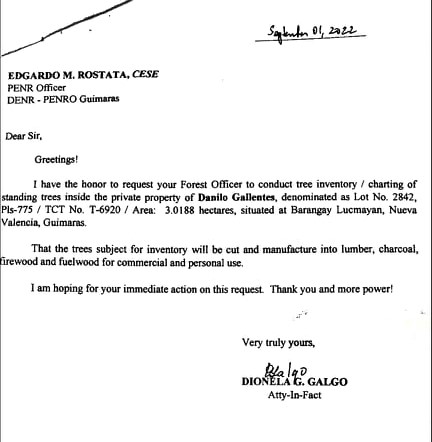 September 01, 2022
EDGARDO M. ROSTATA, CESE
PENR Officer
DENR - PENRO Guimaras
Dear Sir,
Greetings!
I have the honor to request your Forest Officer to conduct tree inventory / charting of
standing trees inside the private property of Danilo Gallentes, denominated as Lot No. 2842,
Pls-775 / TCT No. T-6920 / Area: 3.0188 hectares, situated at Barangay Lucmayan, Nueva
Valencia, Guimaras.
That the trees subject for inventory will be cut and manufacture into lumber, charcoal,
firewood and fuelwood for commercial and personal use.
I am hoping for your immediate action on this request. Thank you and more power!
Very truly yours,
DIONELA G. GALGO
Atty-In-Fact